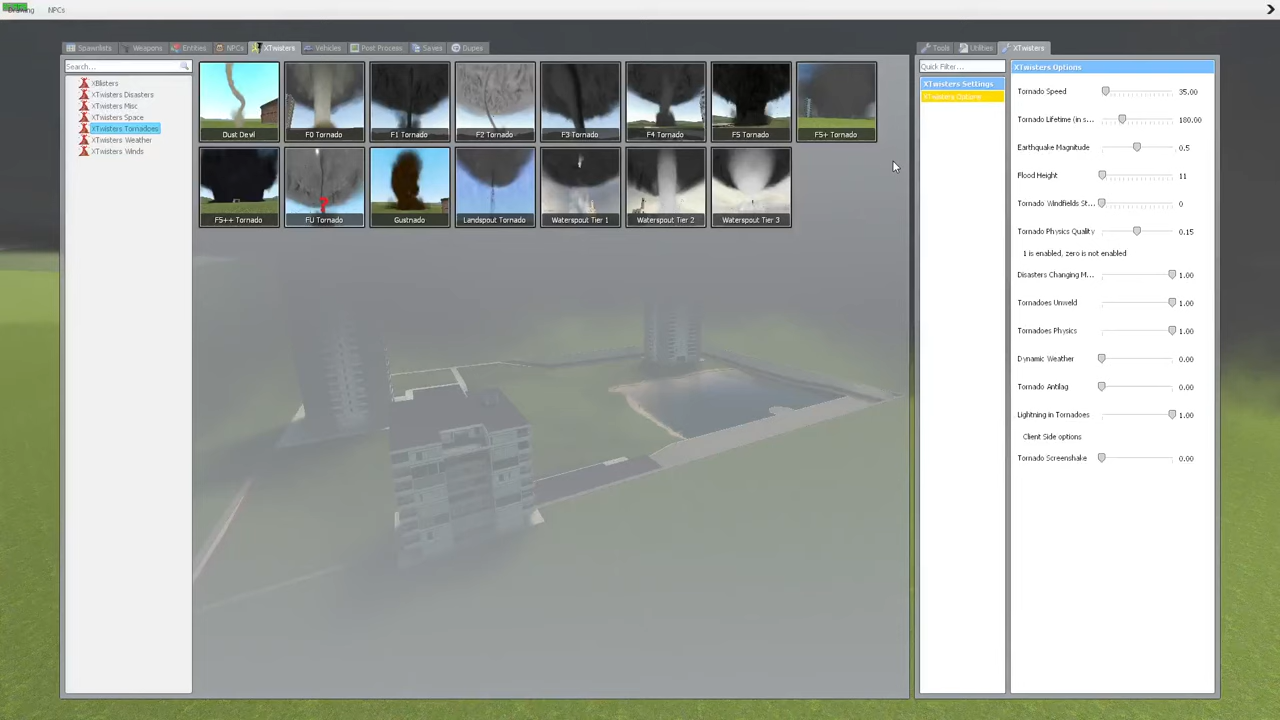 Drawing NPCs
Spawnlists Weapons Entities NPCs XTwisters Vehicles Post Process Saves Dupes
Search...
XBlisters
XTwisters Disasters
XTwisters Misc
XTwisters Space
XTwisters Tornadoes
XTwisters Weather
XTwisters Winds
Dust Devil F0 Tornado F1 Tornado F2 Tornado F3 Tornado F4 Tornado F5 Tornado F5+ Tornado
F5++ Tornado FU Tornado Gustnado Landspout Tornado Waterspout Tier 1 Waterspout Tier 2 Waterspout Tier 3
Tools Utilities XTwisters
Quick Filter...
XTwisters Settings
XTwisters Options
XTwisters Options
Tornado Speed 35.00
Tornado Lifetime (in s... 180.00
Earthquake Magnitude 0.5
Flood Height 11
Tornado Windfields St... 0
Tornado Physics Quality 0.15
1 is enabled, zero is not enabled
Disasters Changing M... 1.00
Tornadoes Unweld 1.00
Tornadoes Physics 1.00
Dynamic Weather 0.00
Tornado Antilag 0.00
Lightning in Tornadoes 1.00
Client Side options
Tornado Screenshake 0.00